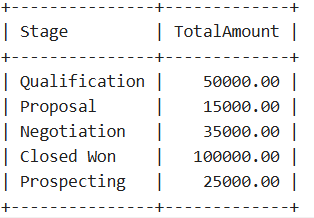 +---------------+-------------+
| Stage         | TotalAmount |
+---------------+-------------+
| Qualification |    50000.00 |
| Proposal      |    15000.00 |
| Negotiation   |    35000.00 |
| Closed Won    |   100000.00 |
| Prospecting   |    25000.00 |
+---------------+-------------+